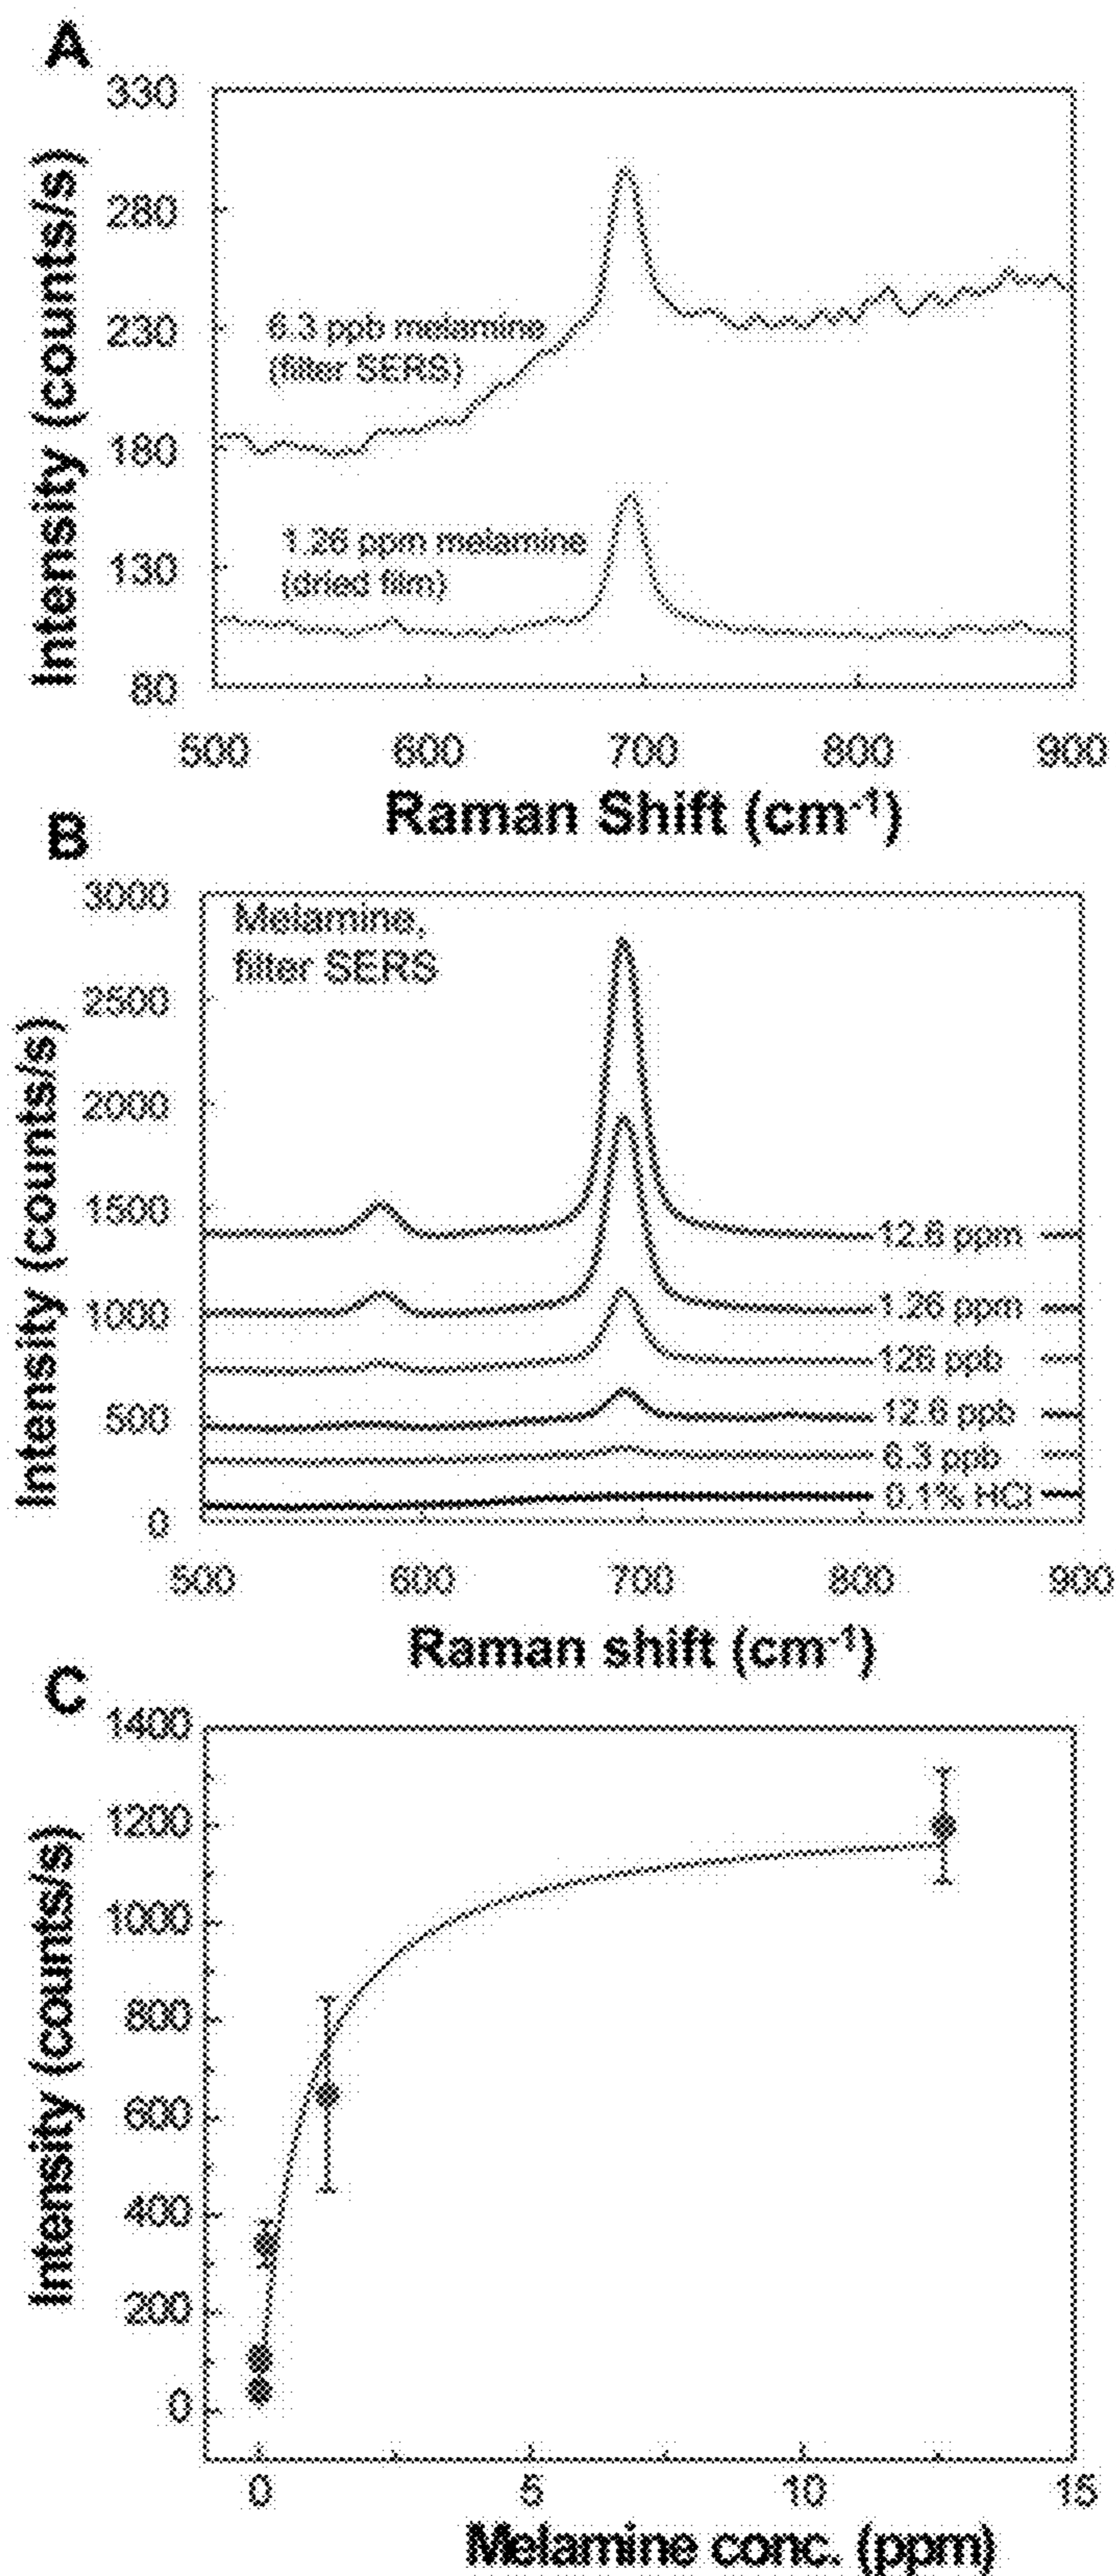 A
330
280
230
180
130
80
Intensity (counts/s)
6.3 ppb melamine
(filter SERS)
1.26 ppm melamine
(dried film)
500 600 700 800 900
Raman Shift (cm-1)
B
3000
2500
2000
1500
1000
500
0
Intensity (counts/s)
Melamine,
filter SERS
12.6 ppm
1.26 ppm
126 ppb
12.6 ppb
6.3 ppb
0.1% HCl
500 600 700 800 900
Raman shift (cm-1)
C
1400
1200
1000
800
600
400
200
0
Intensity (counts/s)
0 5 10 15
Melamine conc. (ppm)